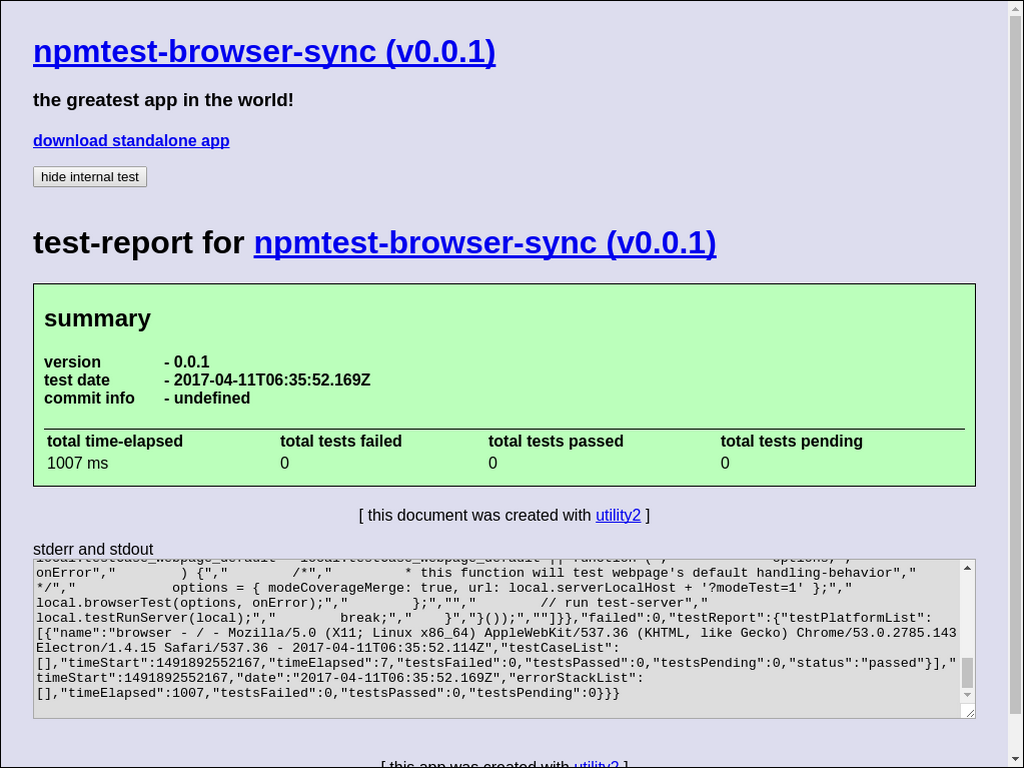 npmtest-browser-sync (v0.0.1)
the greatest app in the world!
download standalone app
hide internal test
test-report for npmtest-browser-sync (v0.0.1)
summary
version - 0.0.1
test date - 2017-04-11T06:35:52.169Z
commit info - undefined
total time-elapsed total tests failed total tests passed total tests pending
1007 ms 0 0 0
[ this document was created with utility2 ]
stderr and stdout
onError","        ) {","        /*","         * this function will test webpage's default handling-behavior","
*/","            options = { modeCoverageMerge: true, url: local.serverLocalHost + '?modeTest=1' };","
local.browserTest(options, onError);","        };","","        // run test-server","
local.testRunServer(local);","        break;","    }","}());",""]}},"failed":0,"testReport":{"testPlatformList":
[{"name":"browser - / - Mozilla/5.0 (X11; Linux x86_64) AppleWebKit/537.36 (KHTML, like Gecko) Chrome/53.0.2785.143
Electron/1.4.15 Safari/537.36 - 2017-04-11T06:35:52.114Z","testCaseList":
[],"timeStart":1491892552167,"timeElapsed":7,"testsFailed":0,"testsPassed":0,"testsPending":0,"status":"passed"}],"
timeStart":1491892552167,"date":"2017-04-11T06:35:52.169Z","errorStackList":
[],"timeElapsed":1007,"testsFailed":0,"testsPassed":0,"testsPending":0}}}
[ this app was created with utility2 ]